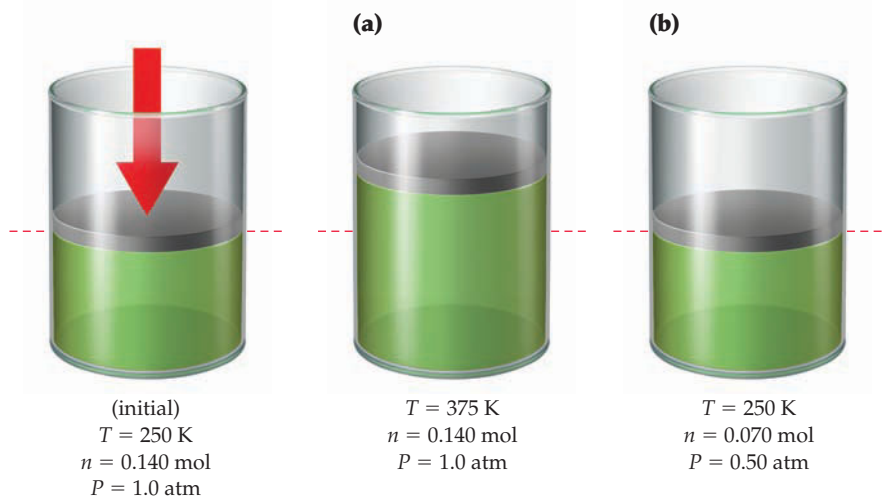 (a)
(b)
(initial)
T = 250 K
n = 0.140 mol
P = 1.0 atm
T = 375 K
n = 0.140 mol
P = 1.0 atm
T = 250 K
n = 0.070 mol
P = 0.50 atm